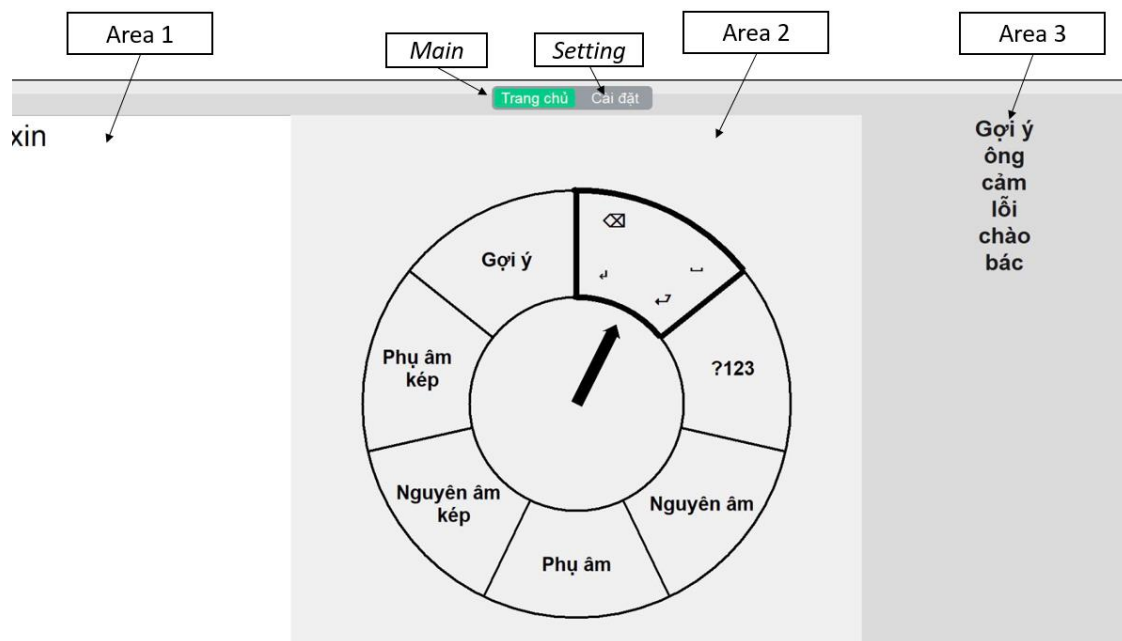 Area 1
Main
Setting
Area 2
Area 3
Trang chủ
Cài đặt
xin
Gợi ý
ông
cảm
lỗi
chào
bác
Gợi ý
⌫
↲
⎵
⮐
?123
Nguyên âm
Phụ âm
Nguyên âm
kép
Phụ âm
kép